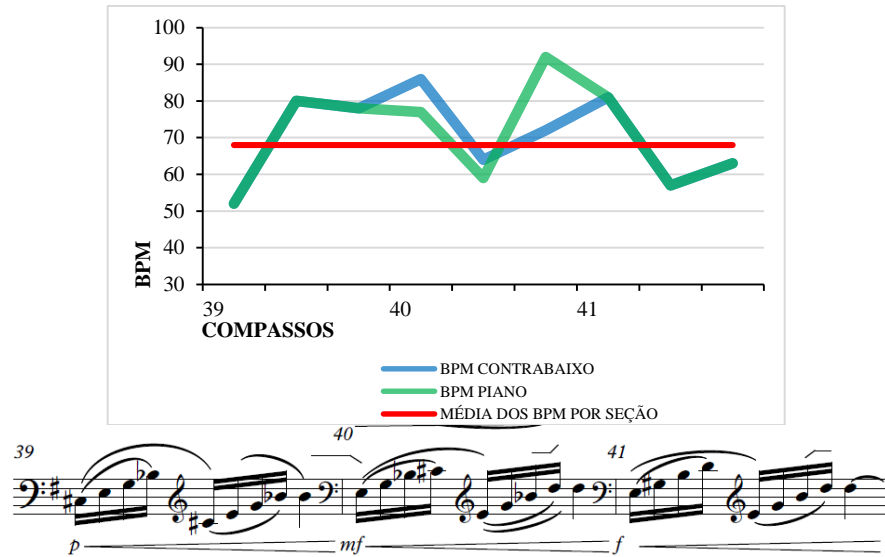 100
90
80
70
60
50
40
30
BPM
39 40 41
COMPASSOS
BPM CONTRABAIXO
BPM PIANO
MÉDIA DOS BPM POR SEÇÃO
39 40 41
p mf f